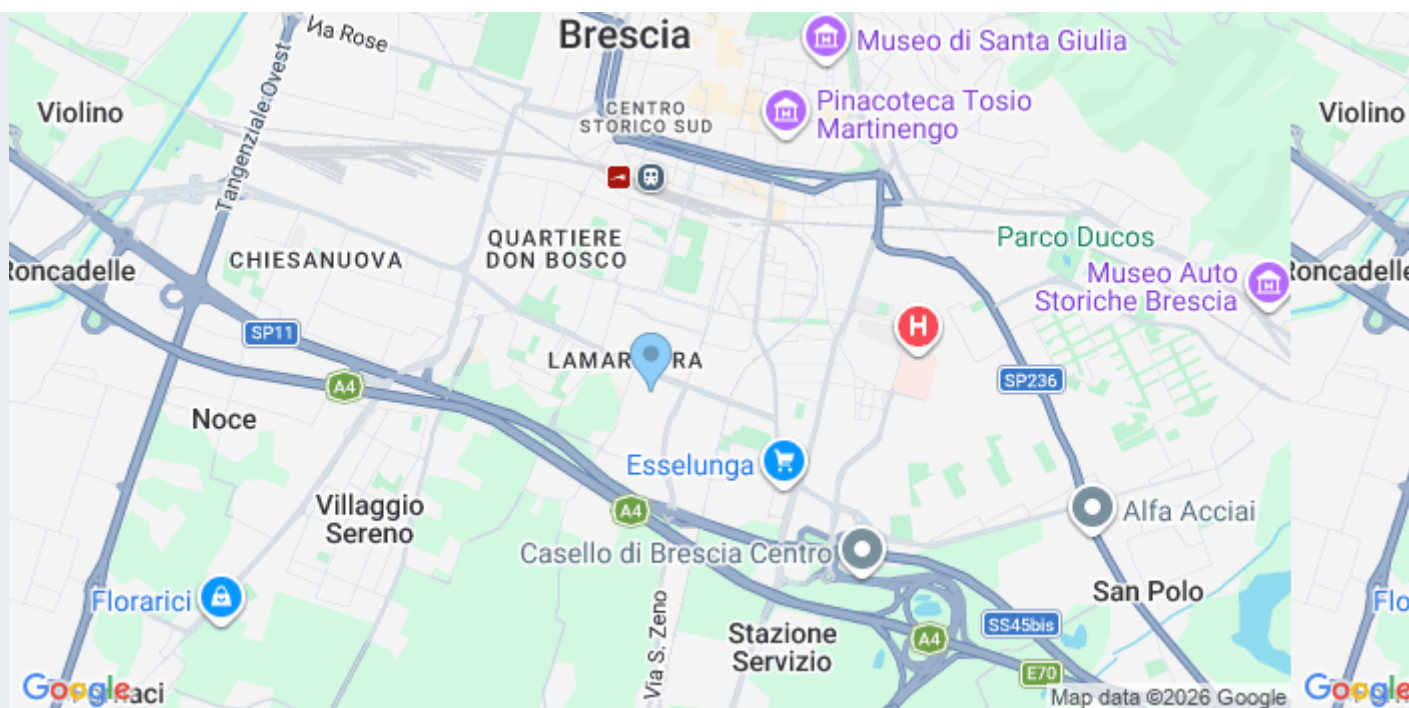 Via Rose
Brescia
Museo di Santa Giulia
Violino
Tangenziale Ovest
CENTRO
STORICO SUD
Pinacoteca Tosio
Martinengo
Violino
QUARTIERE
DON BOSCO
CHIESANUOVA
Parco Ducos
Roncadelle
Museo Auto
Storiche Brescia
Roncadelle
SP11
H
A4
SP236
Noce
Esselunga
Villaggio
Sereno
A4
Alfa Acciai
Casello di Brescia Centro
Florarici
San Polo
Via S. Zeno
Stazione
Servizio
SS45bis
A4
E70
Google
Map data ©2026 Google
Google